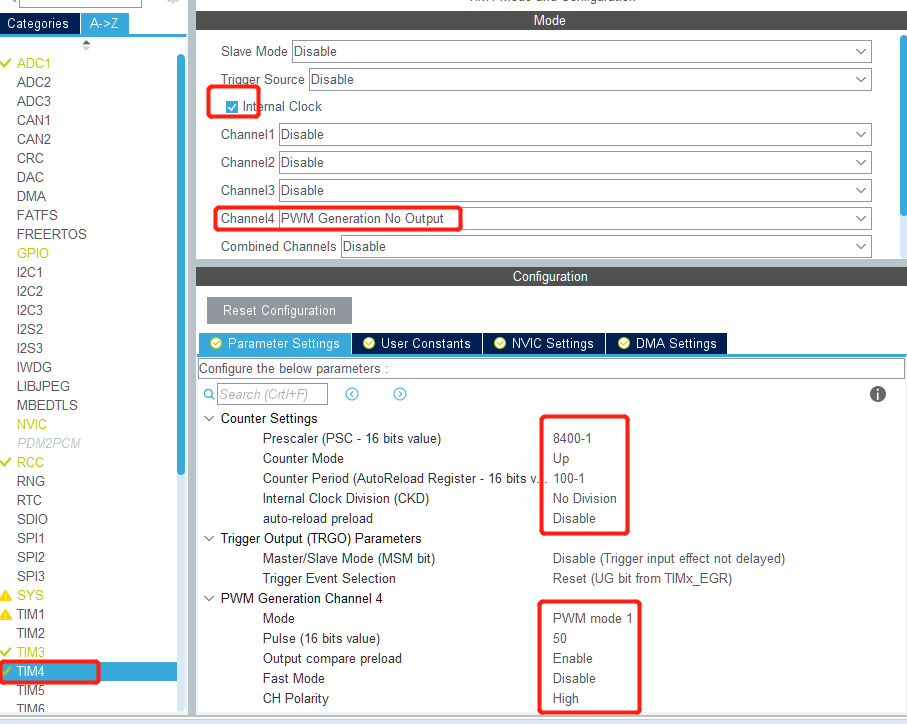 Categories A->Z
ADC1
ADC2
ADC3
CAN1
CAN2
CRC
DAC
DMA
FATFS
FREERTOS
GPIO
I2C1
I2C2
I2C3
I2S2
I2S3
IWDG
LIBJPEG
MBEDTLS
NVIC
PDM2PCM
RCC
RNG
RTC
SDIO
SPI1
SPI2
SPI3
SYS
TIM1
TIM2
TIM3
TIM4
TIM5
TIM6
Mode
Slave Mode Disable
Trigger Source Disable
Internal Clock
Channel1 Disable
Channel2 Disable
Channel3 Disable
Channel4 PWM Generation No Output
Combined Channels Disable
Configuration
Reset Configuration
Parameter Settings User Constants NVIC Settings DMA Settings
Configure the below parameters :
Search (Crtl+F)
Counter Settings
Prescaler (PSC - 16 bits value) 8400-1
Counter Mode Up
Counter Period (AutoReload Register - 16 bits v... 100-1
Internal Clock Division (CKD) No Division
auto-reload preload Disable
Trigger Output (TRGO) Parameters
Master/Slave Mode (MSM bit) Disable (Trigger input effect not delayed)
Trigger Event Selection Reset (UG bit from TIMx_EGR)
PWM Generation Channel 4
Mode PWM mode 1
Pulse (16 bits value) 50
Output compare preload Enable
Fast Mode Disable
CH Polarity High